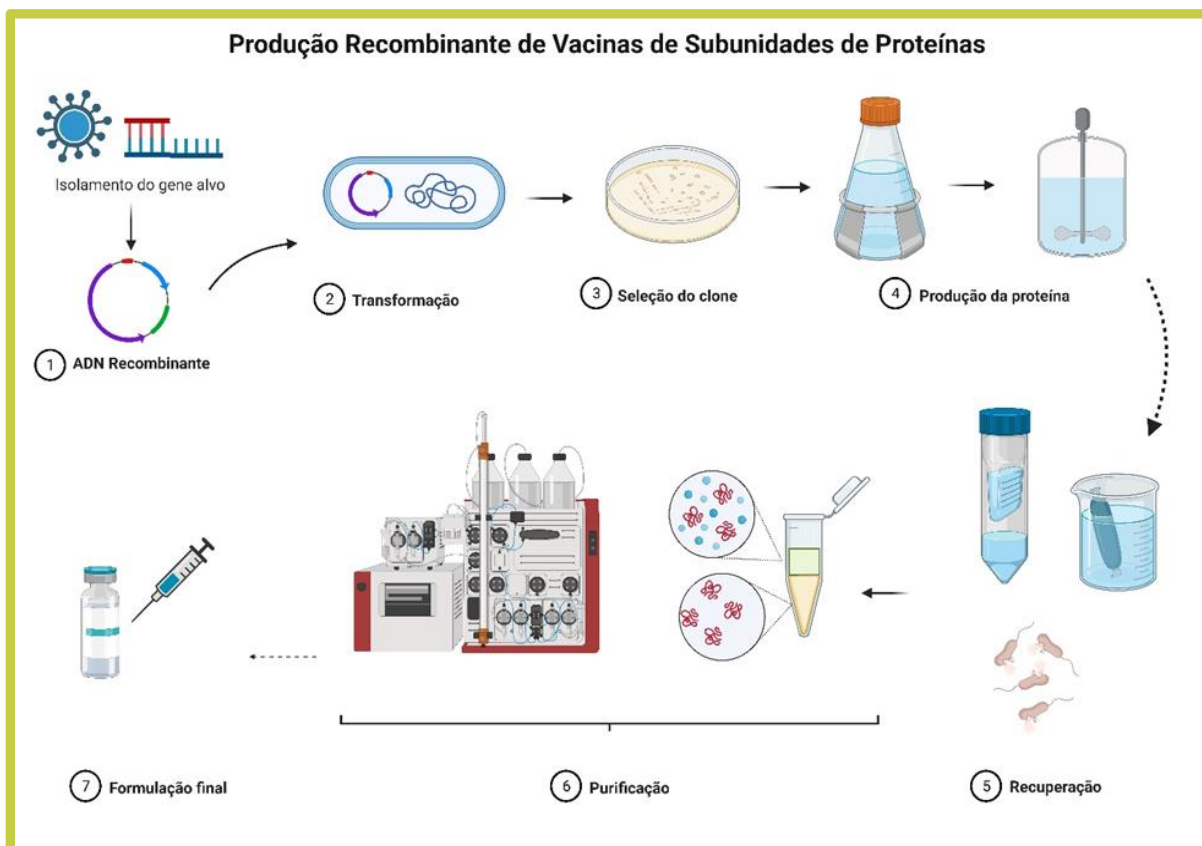 Produção Recombinante de Vacinas de Subunidades de Proteínas
Isolamento do gene alvo
1 ADN Recombinante
2 Transformação
3 Seleção do clone
4 Produção da proteína
5 Recuperação
6 Purificação
7 Formulação final